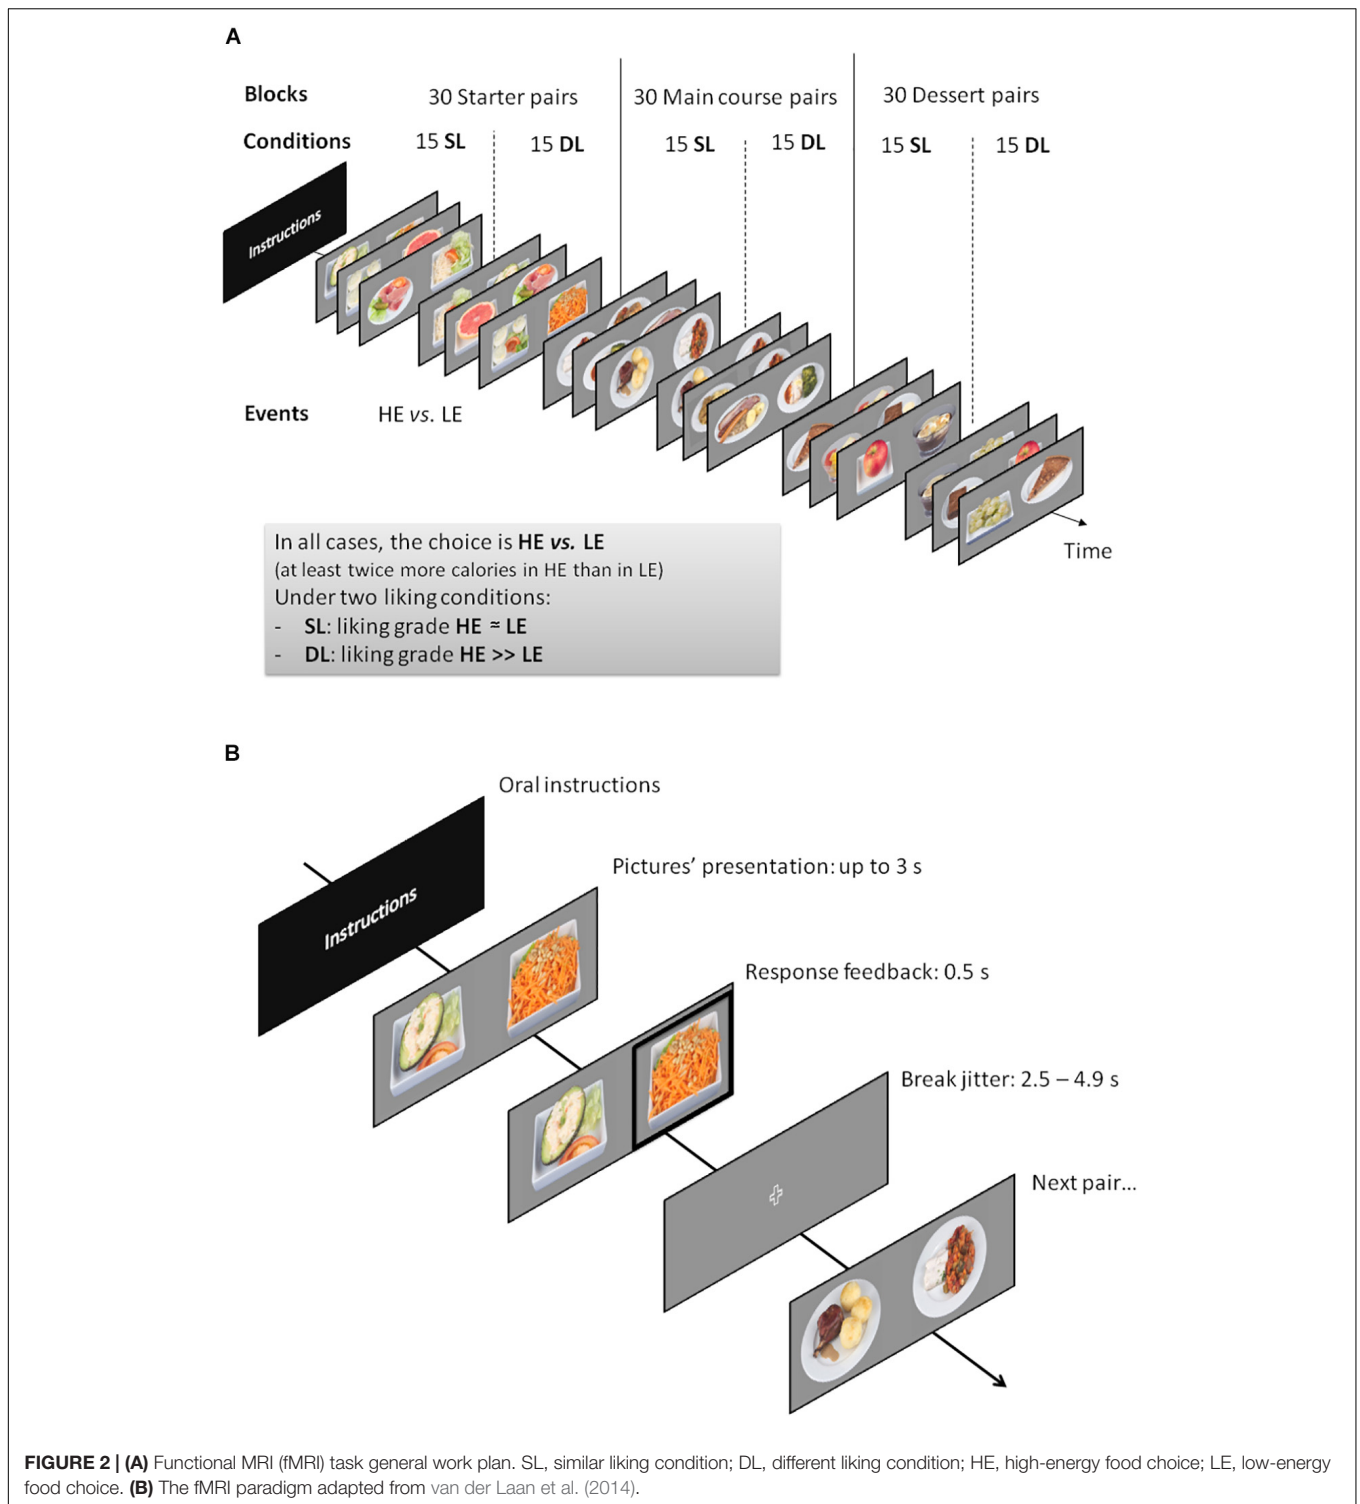 A
Blocks 30 Starter pairs 30 Main course pairs 30 Dessert pairs
Conditions 15 SL 15 DL 15 SL 15 DL 15 SL 15 DL
Instructions
Events HE vs. LE
In all cases, the choice is HE vs. LE
(at least twice more calories in HE than in LE)
Under two liking conditions:
- SL: liking grade HE ≃ LE
- DL: liking grade HE >> LE
Time
B
Oral instructions
Instructions
Pictures’ presentation: up to 3 s
Response feedback: 0.5 s
Break jitter: 2.5 – 4.9 s
Next pair...
FIGURE 2 | (A) Functional MRI (fMRI) task general work plan. SL, similar liking condition; DL, different liking condition; HE, high-energy food choice; LE, low-energy
food choice. (B) The fMRI paradigm adapted from van der Laan et al. (2014).